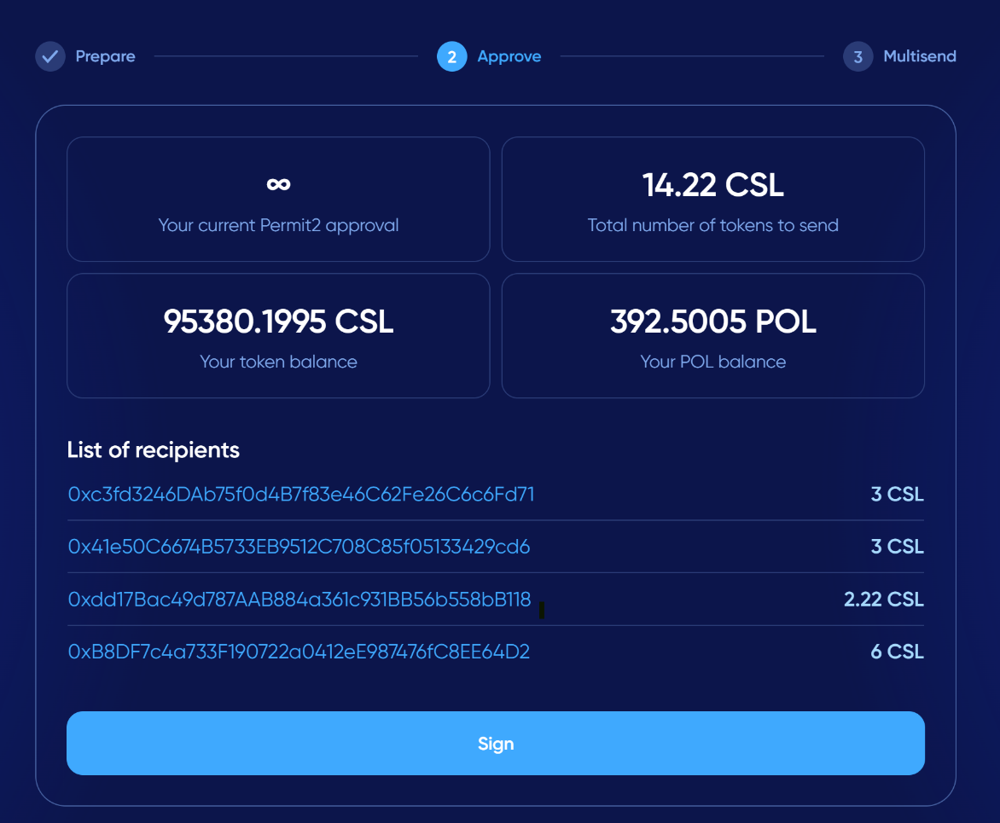 Prepare
2 Approve
3 Multisend
∞
Your current Permit2 approval
14.22 CSL
Total number of tokens to send
95380.1995 CSL
Your token balance
392.5005 POL
Your POL balance
List of recipients
0xc3fd3246DAb75f0d4B7f83e46C62Fe26C6c6Fd71 3 CSL
0x41e50C6674B5733EB9512C708C85f05133429cd6 3 CSL
0xdd17Bac49d787AAB884a361c931BB56b558bB118 2.22 CSL
0xB8DF7c4a733F190722a0412eE987476fC8EE64D2 6 CSL
Sign